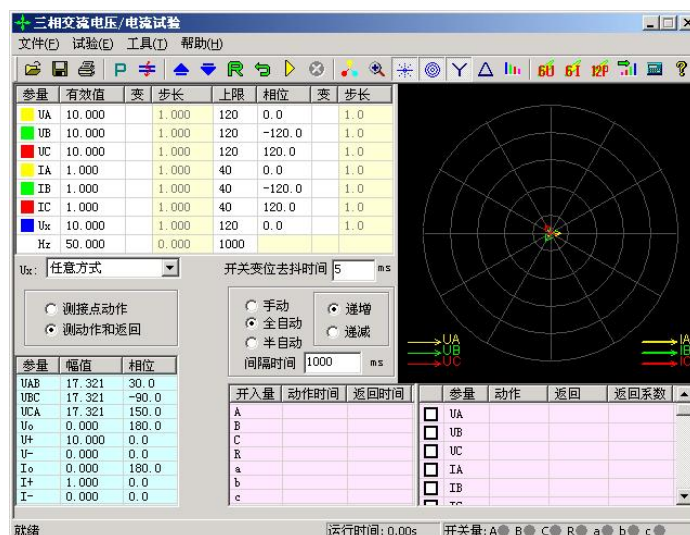 三相交流电压/电流试验
文件(F) 试验(E) 工具(T) 帮助(H)
P R 6U 6I 12P ?
参量 有效值 变 步长 上限 相位 变 步长
UA 10.000 1.000 120 0.0 1.0
UB 10.000 1.000 120 -120.0 1.0
UC 10.000 1.000 120 120.0 1.0
IA 1.000 1.000 40 0.0 1.0
IB 1.000 1.000 40 -120.0 1.0
IC 1.000 1.000 40 120.0 1.0
Ux 10.000 1.000 120 0.0 1.0
Hz 50.000 0.000 1000
Ux: 任意方式 开关变位去抖时间 5 ms
测接点动作
测动作和返回
手动
全自动
半自动
递增
递减
间隔时间 1000 ms
UA
UB
UC
IA
IB
IC
参量 幅值 相位
UAB 17.321 30.0
UBC 17.321 -90.0
UCA 17.321 150.0
Uo 0.000 180.0
U+ 10.000 0.0
U- 0.000 0.0
Io 0.000 180.0
I+ 1.000 0.0
I- 0.000 0.0
开入量 动作时间 返回时间
A
B
C
R
a
b
c
参量 动作 返回 返回系数
UA
UB
UC
IA
IB
IC
就绪 运行时间: 0.00s 开关量: A B C R a b c